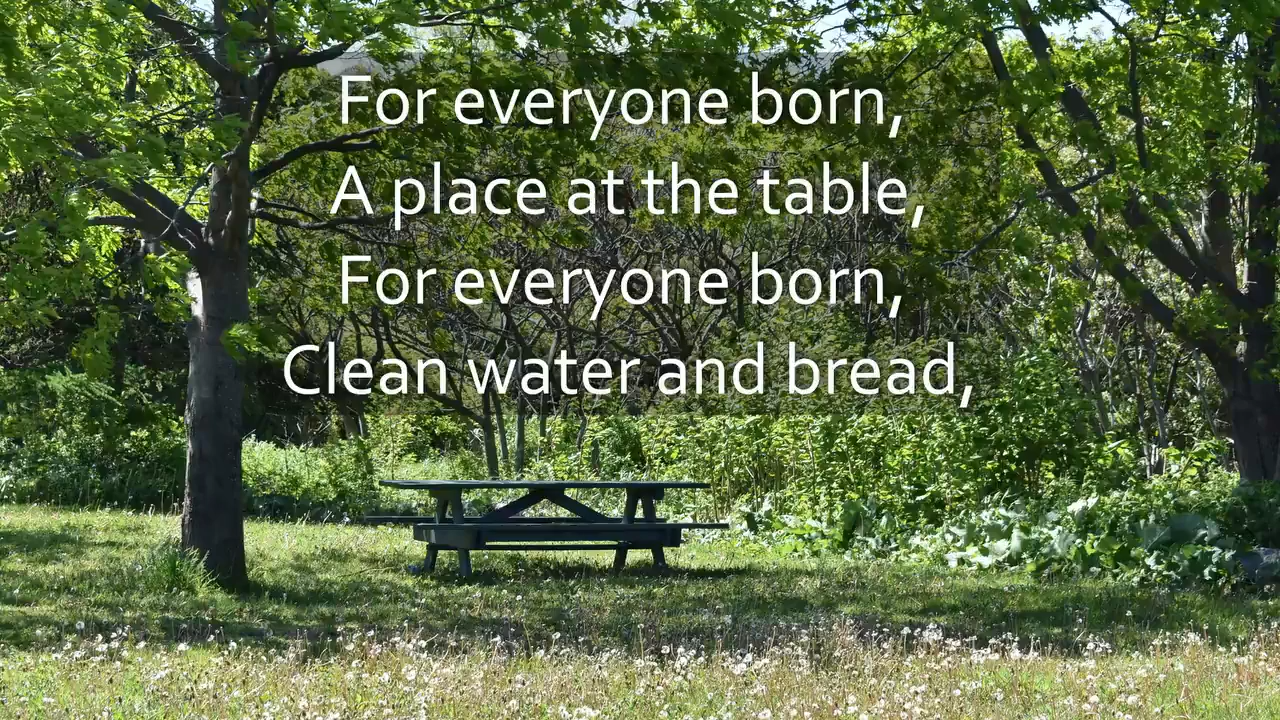 For everyone born,
A place at the table,
For everyone born,
Clean water and bread,